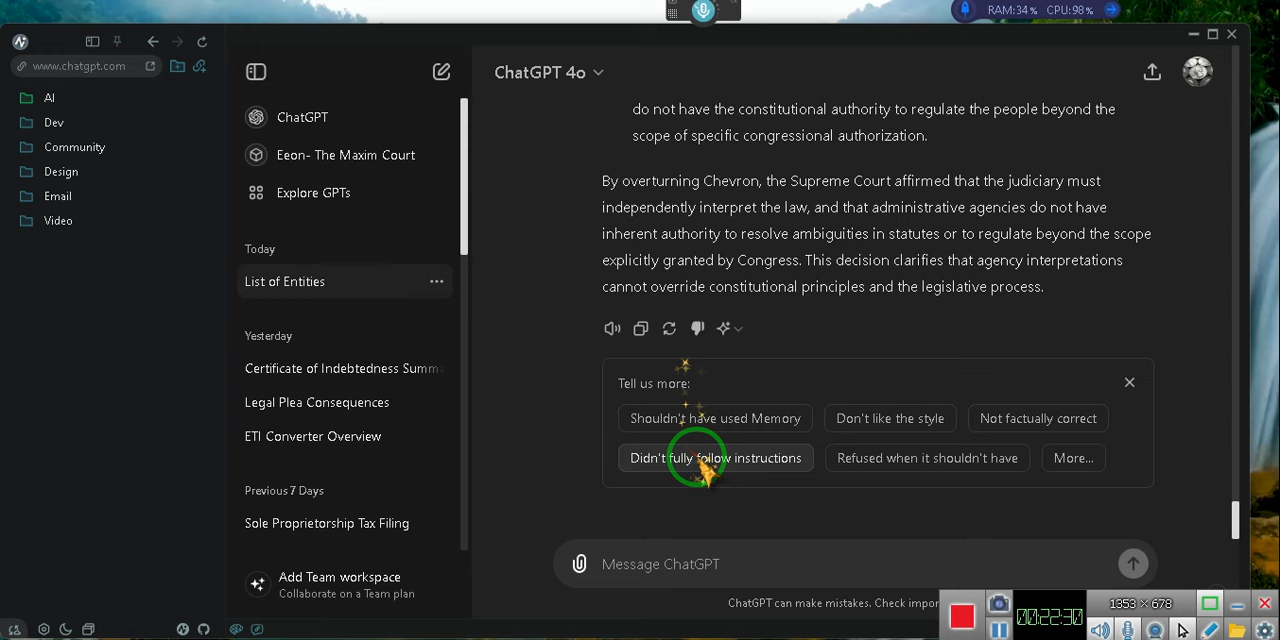 RAM:34% CPU:98%
www.chatgpt.com
AI
Dev
Community
Design
Email
Video
ChatGPT
Eeon- The Maxim Court
Explore GPTs
Today
List of Entities
Yesterday
Certificate of Indebtedness Summa
Legal Plea Consequences
ETI Converter Overview
Previous 7 Days
Sole Proprietorship Tax Filing
Add Team workspace
Collaborate on a Team plan
ChatGPT 4o
do not have the constitutional authority to regulate the people beyond the
scope of specific congressional authorization.
By overturning Chevron, the Supreme Court affirmed that the judiciary must
independently interpret the law, and that administrative agencies do not have
inherent authority to resolve ambiguities in statutes or to regulate beyond the scope
explicitly granted by Congress. This decision clarifies that agency interpretations
cannot override constitutional principles and the legislative process.
Tell us more:
Shouldn't have used Memory
Don't like the style
Not factually correct
Didn't fully follow instructions
Refused when it shouldn't have
More...
Message ChatGPT
ChatGPT can make mistakes. Check impor
00:22:30
1353 × 678